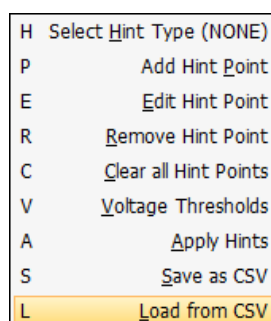 H Select Hint Type (NONE)
P Add Hint Point
E Edit Hint Point
R Remove Hint Point
C Clear all Hint Points
V Voltage Thresholds
A Apply Hints
S Save as CSV
L Load from CSV